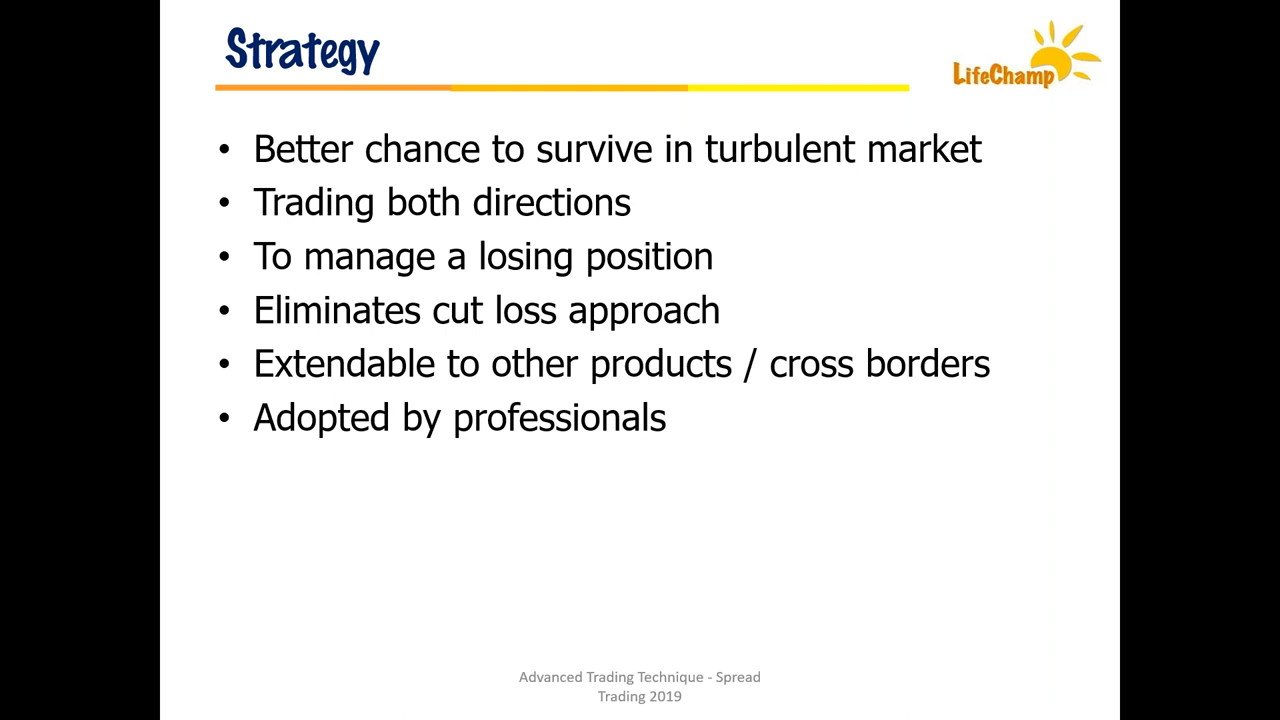 Strategy
LifeChamp
• Better chance to survive in turbulent market
• Trading both directions
• To manage a losing position
• Eliminates cut loss approach
• Extendable to other products / cross borders
• Adopted by professionals
Advanced Trading Technique - Spread
Trading 2019